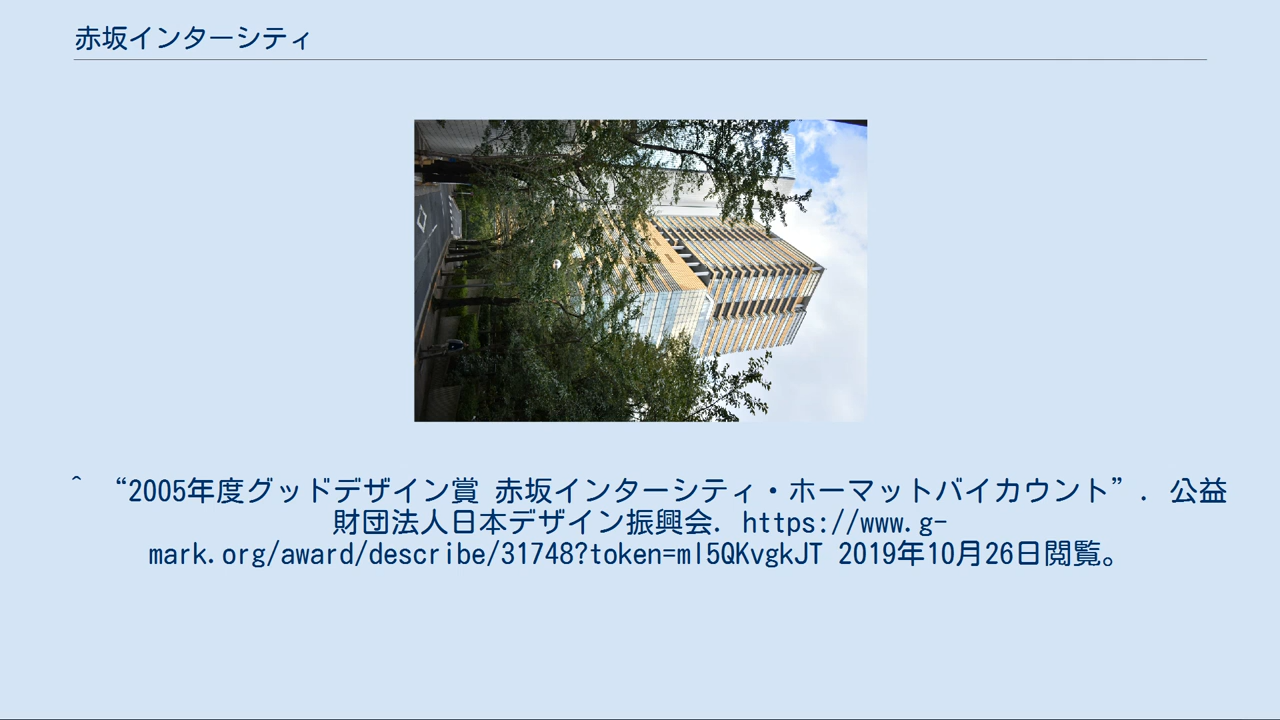 赤坂インターシティ
^ “2005年度グッドデザイン賞 赤坂インターシティ・ホーマットバイカウント”. 公益
財団法人日本デザイン振興会. https://www.g-
mark.org/award/describe/31748?token=ml5QKvgkJT 2019年10月26日閲覧。